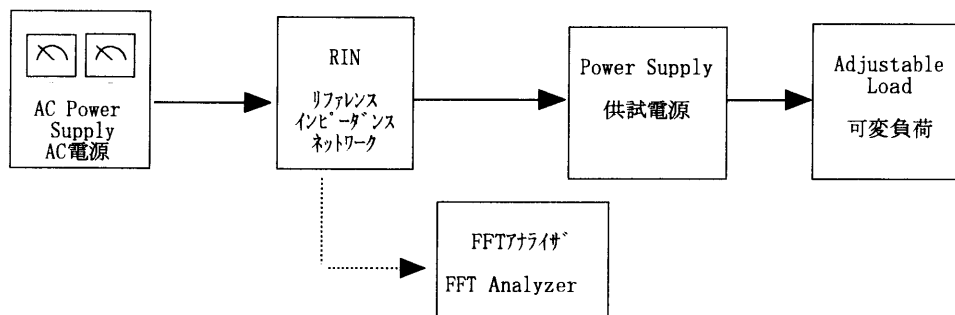 AC Power
Supply
AC電源
RIN
リファレンス
インピーダンス
ネットワーク
Power Supply
供試電源
Adjustable
Load
可変負荷
FFTアナライザ
FFT Analyzer